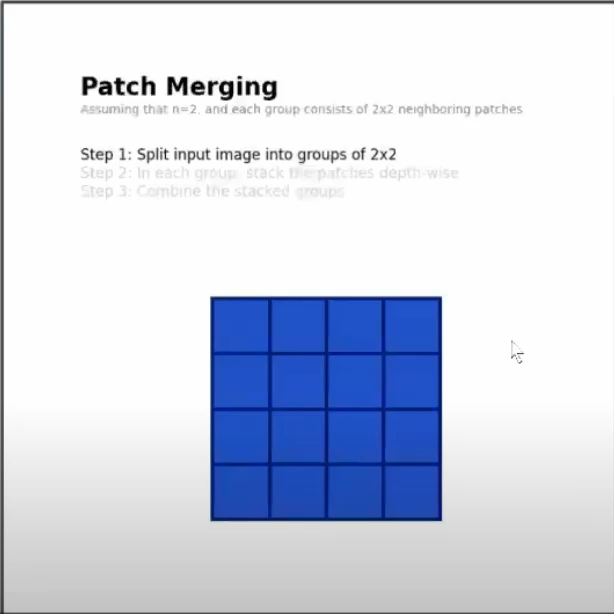 Patch Merging
Assuming that n=2, and each group consists of 2x2 neighboring patches
Step 1: Split input image into groups of 2x2
Step 2: In each group, stack the patches depth-wise
Step 3: Combine the stacked groups